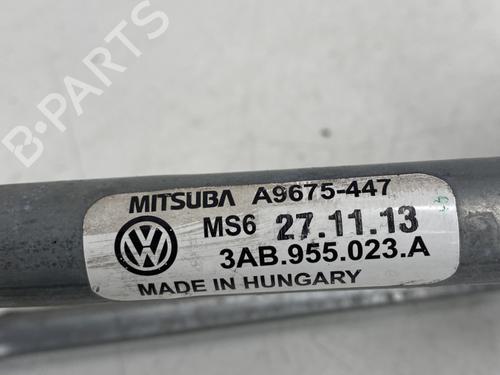 B-PARTS
MITSUBA A9675-447
MS6 27.11.13
3AB.955.023.A
MADE IN HUNGARY